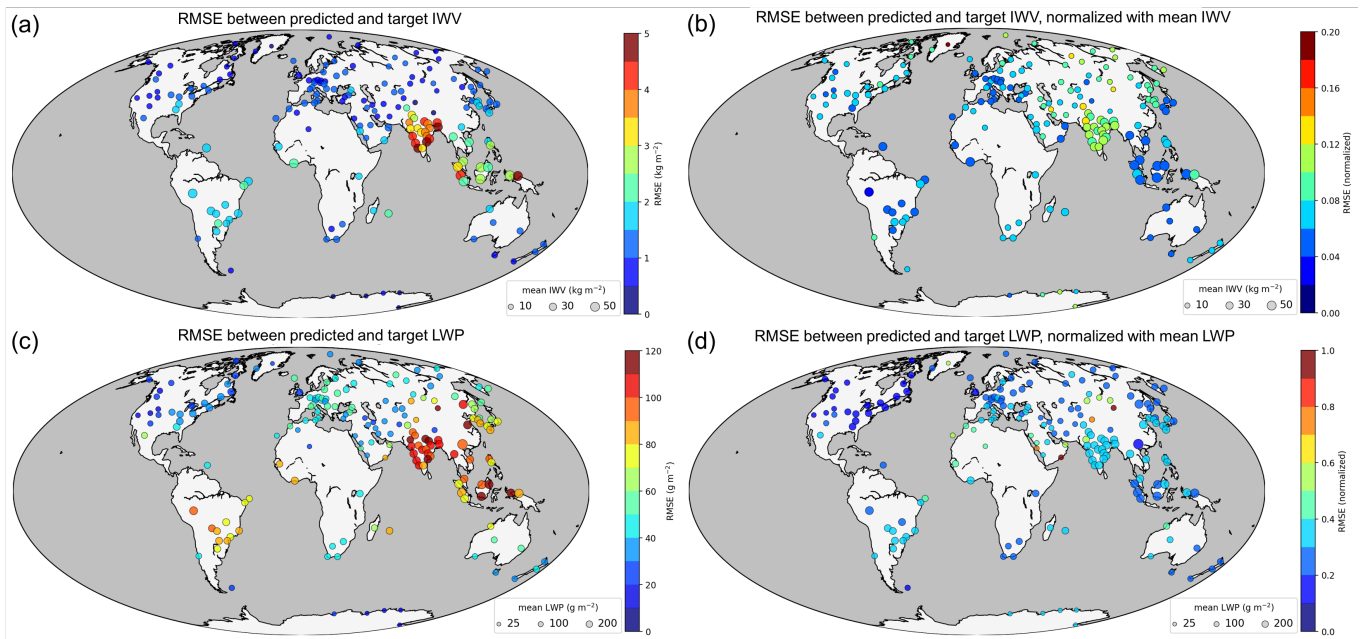 (a)
RMSE between predicted and target IWV
5
4
3
2
1
0
RMSE (kg m⁻²)
mean IWV (kg m⁻²)
10 30 50
(b)
RMSE between predicted and target IWV, normalized with mean IWV
0.20
0.16
0.12
0.08
0.04
0.00
RMSE (normalized)
mean IWV (kg m⁻²)
10 30 50
(c)
RMSE between predicted and target LWP
120
100
80
60
40
20
0
RMSE (g m⁻²)
mean LWP (g m⁻²)
25 100 200
(d)
RMSE between predicted and target LWP, normalized with mean LWP
1.0
0.8
0.6
0.4
0.2
0.0
RMSE (normalized)
mean LWP (g m⁻²)
25 100 200